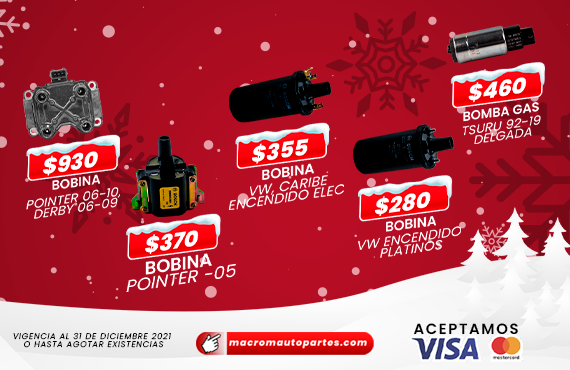 $930
BOBINA
POINTER 06-10,
DERBY 06-09
$370
BOBINA
POINTER -05
$355
BOBINA
VW, CARIBE
ENCENDIDO ELEC
$280
BOBINA
VW ENCENDIDO
PLATINOS
$460
BOMBA GAS
TSURU 92-19
DELGADA
VIGENCIA AL 31 DE DICIEMBRE 2021
O HASTA AGOTAR EXISTENCIAS
macromautopartes.com
ACEPTAMOS
VISA
mastercard